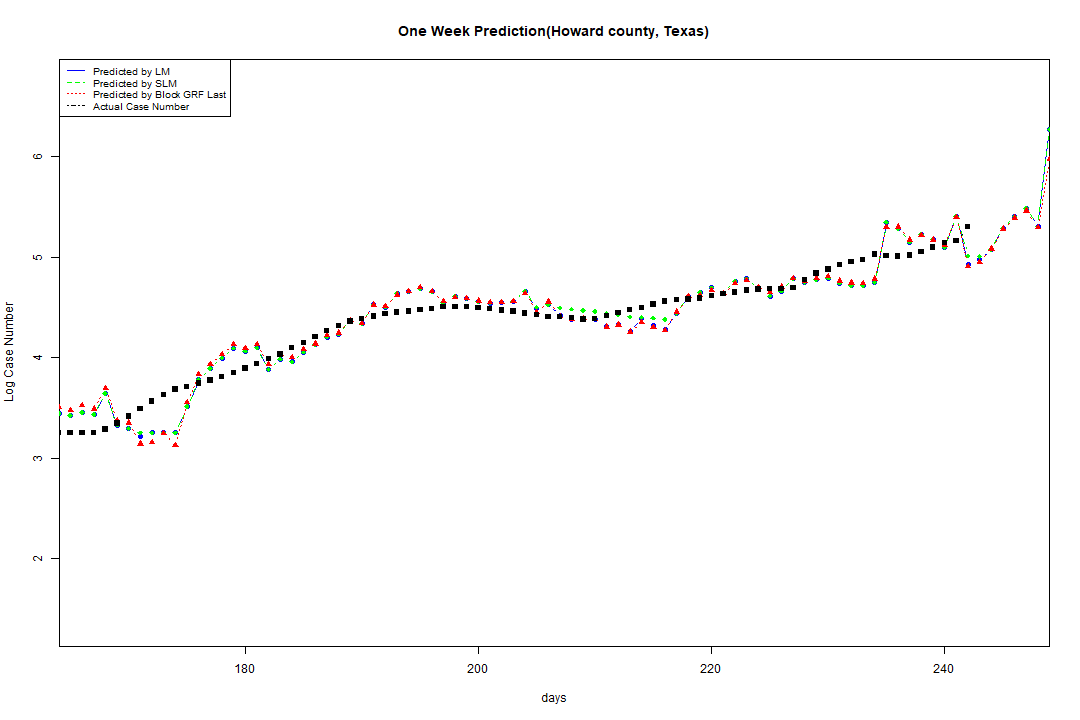 One Week Prediction(Howard county, Texas)
Predicted by LM
Predicted by SLM
Predicted by Block GRF Last
Actual Case Number
6
5
4
3
2
Log Case Number
180 200 220 240
days